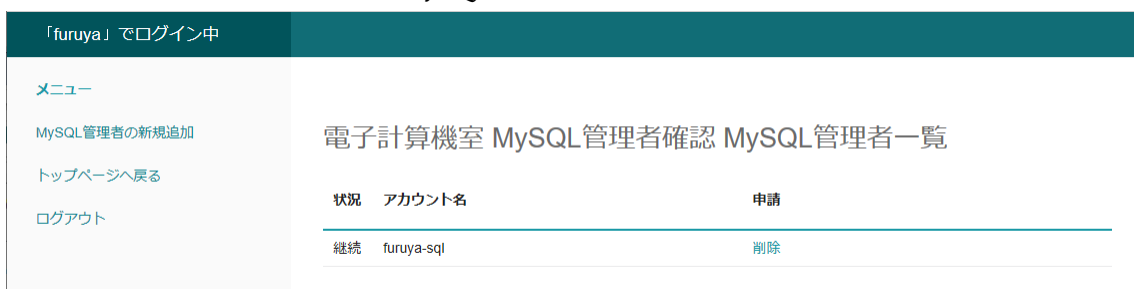 「furuya」でログイン中
メニュー
MySQL管理者の新規追加
トップページへ戻る
ログアウト
電子計算機室 MySQL管理者確認 MySQL管理者一覧
状況 アカウント名 申請
継続 furuya-sql 削除